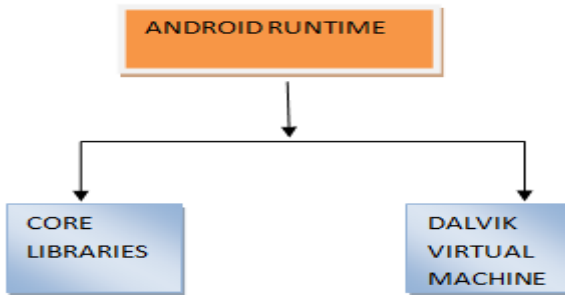 ANDROID RUNTIME
CORE
LIBRARIES
DALVIK
VIRTUAL
MACHINE